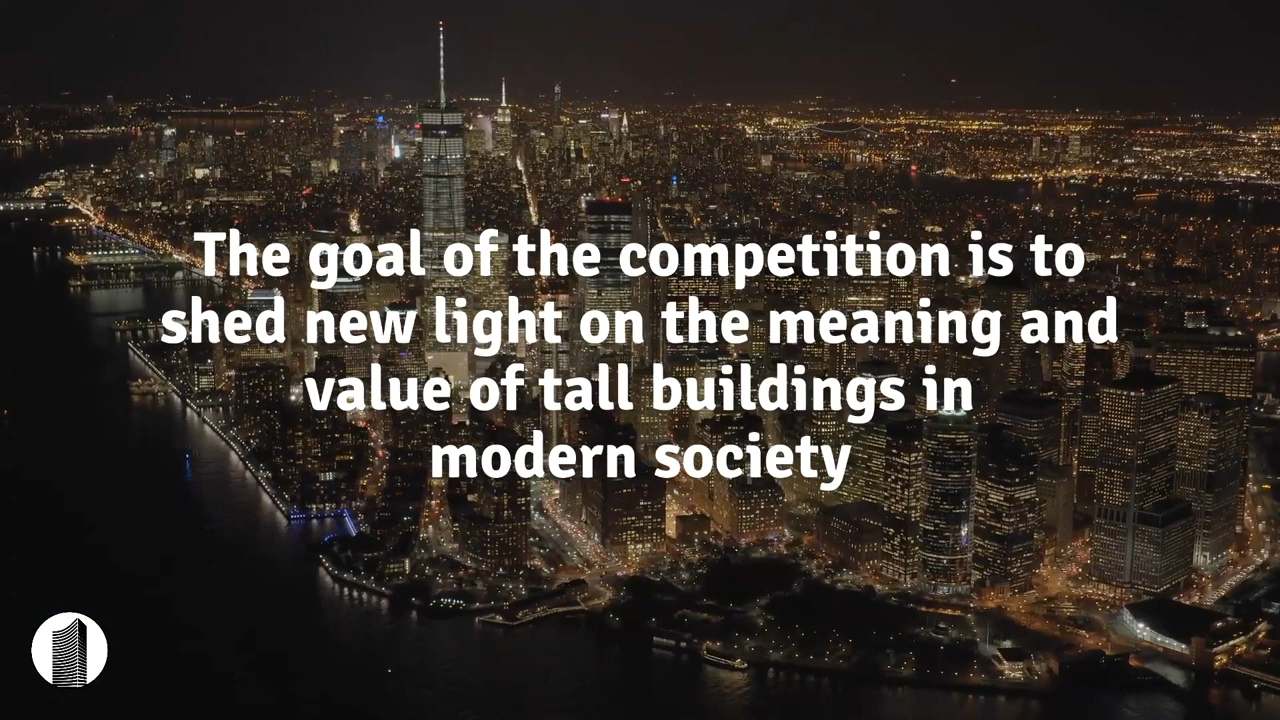 The goal of the competition is to
shed new light on the meaning and
value of tall buildings in
modern society